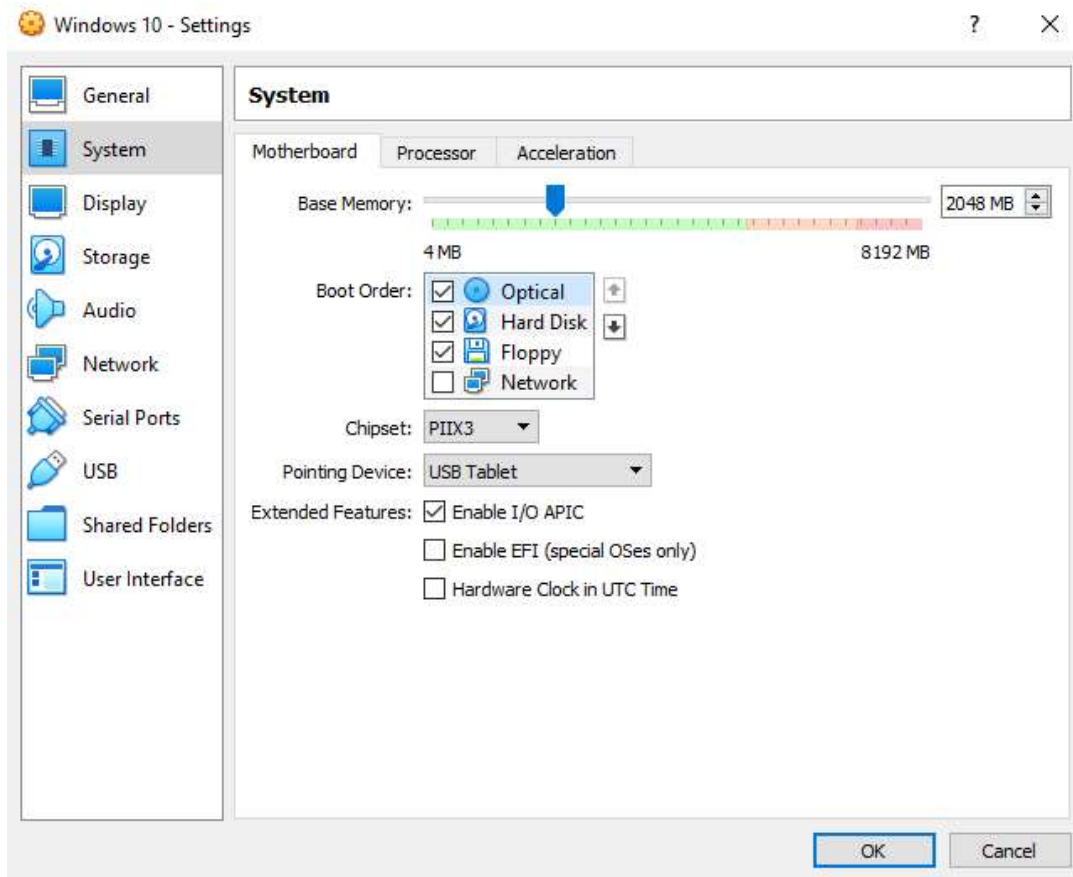 Windows 10 - Settings
?
General
System
Display
Storage
Audio
Network
Serial Ports
USB
Shared Folders
User Interface
System
Motherboard Processor Acceleration
Base Memory: 2048 MB
4 MB 8192 MB
Boot Order: Optical
Hard Disk
Floppy
Network
Chipset: PIIX3
Pointing Device: USB Tablet
Extended Features: Enable I/O APIC
Enable EFI (special OSes only)
Hardware Clock in UTC Time
OK Cancel